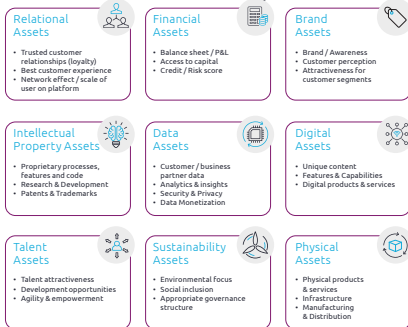 Relational
Assets
• Trusted customer
relationships (loyalty)
• Best customer experience
• Network effect / scale of
user on platform
Financial
Assets
• Balance sheet / P&L
• Access to capital
• Credit / Risk score
Brand
Assets
• Brand / Awareness
• Customer perception
• Attractiveness for
customer segments
Intellectual
Property Assets
• Proprietary processes,
features and code
• Research & Development
• Patents & Trademarks
Data
Assets
• Customer / business
partner data
• Analytics & insights
• Security & Privacy
• Data Monetization
Digital
Assets
• Unique content
• Features & Capabilities
• Digital products & services
Talent
Assets
• Talent attractiveness
• Development opportunities
• Agility & empowerment
Sustainability
Assets
• Environmental focus
• Social inclusion
• Appropriate governance
structure
Physical
Assets
• Physical products
& services
• Infrastructure
• Manufacturing
& Distribution